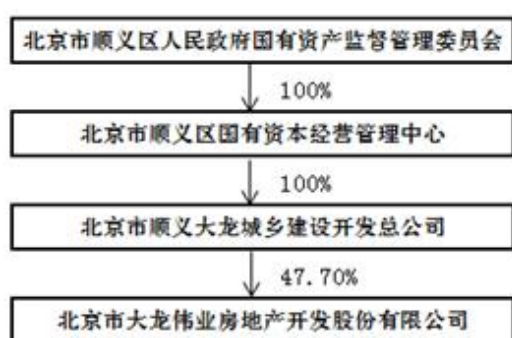 北京市顺义区人民政府国有资产监督管理委员会
100%
北京市顺义区国有资本经营管理中心
100%
北京市顺义大龙城乡建设开发总公司
47.70%
北京市大龙伟业房地产开发股份有限公司